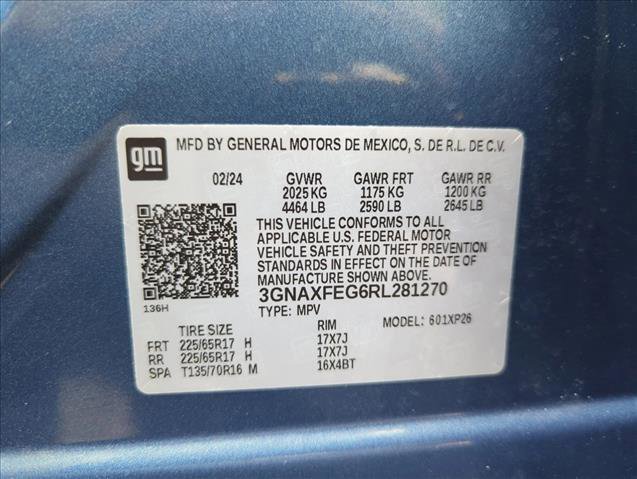 gm
MFD BY GENERAL MOTORS DE MEXICO, S. DE R.L. DE C.V.
02/24 GVWR GAWR FRT GAWR RR
2025 KG 1175 KG 1200 KG
4464 LB 2590 LB 2645 LB
THIS VEHICLE CONFORMS TO ALL
APPLICABLE U.S. FEDERAL MOTOR
VEHICLE SAFETY AND THEFT PREVENTION
STANDARDS IN EFFECT ON THE DATE OF
MANUFACTURE SHOWN ABOVE.
3GNAXFEG6RL281270
136H
TYPE: MPV MODEL: 601XP26
TIRE SIZE RIM
FRT 225/65R17 H 17X7J
RR 225/65R17 H 17X7J
SPA T135/70R16 M 16X4BT